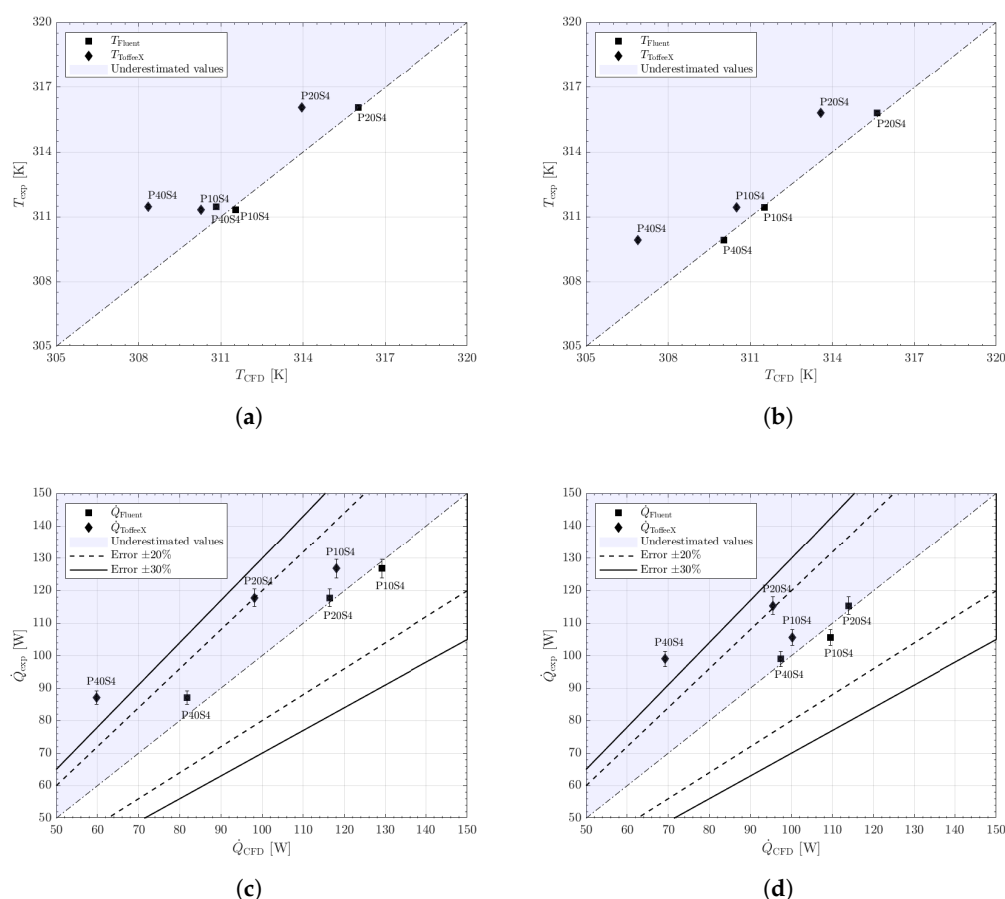 320
317
314
311
308
305
T_exp [K]
T_Fluent
T_ToffeeX
Underestimated values
P20S4
P20S4
P40S4
P10S4
P40S4
P10S4
305 308 311 314 317 320
T_CFD [K]
(a)
320
317
314
311
308
305
T_exp [K]
T_Fluent
T_ToffeeX
Underestimated values
P20S4
P20S4
P10S4
P10S4
P40S4
P40S4
305 308 311 314 317 320
T_CFD [K]
(b)
150
140
130
120
110
100
90
80
70
60
50
Q̇_exp [W]
Q̇_Fluent
Q̇_ToffeeX
Underestimated values
Error ±20%
Error ±30%
P10S4
P20S4
P10S4
P20S4
P40S4
P40S4
50 60 70 80 90 100 110 120 130 140 150
Q̇_CFD [W]
(c)
150
140
130
120
110
100
90
80
70
60
50
Q̇_exp [W]
Q̇_Fluent
Q̇_ToffeeX
Underestimated values
Error ±20%
Error ±30%
P20S4
P20S4
P10S4
P10S4
P40S4
P40S4
50 60 70 80 90 100 110 120 130 140 150
Q̇_CFD [W]
(d)